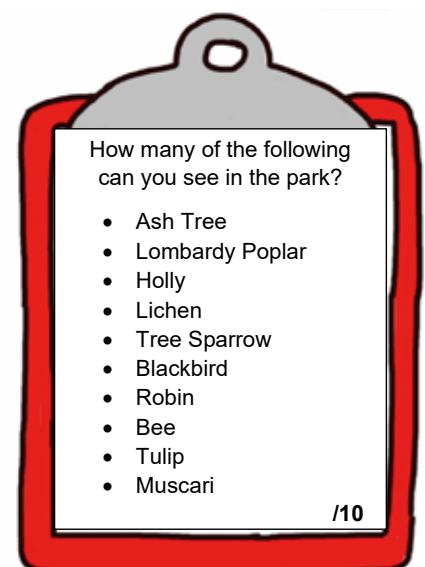 How many of the following
can you see in the park?
• Ash Tree
• Lombardy Poplar
• Holly
• Lichen
• Tree Sparrow
• Blackbird
• Robin
• Bee
• Tulip
• Muscari
/10